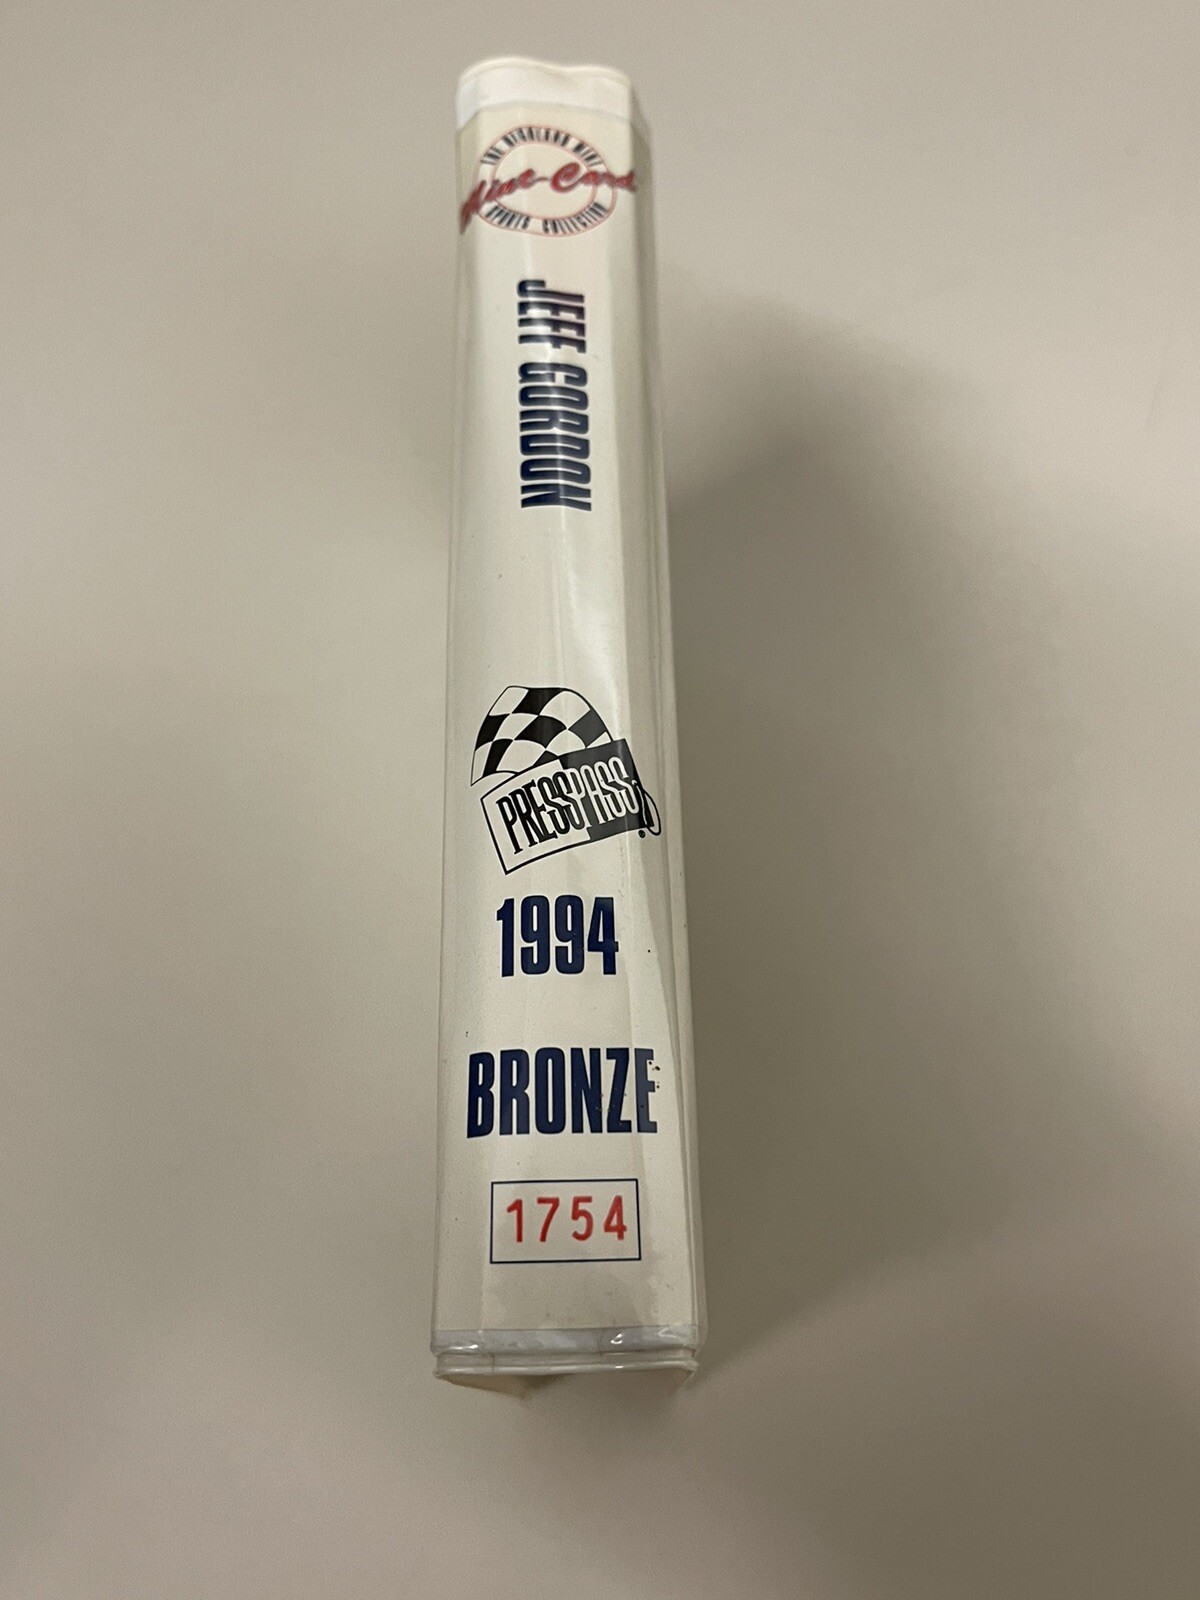 THE HIGHLAND MINT
Mint-Card
SPORTS COLLECTION
JEFF GORDON
PRESS PASS
1994
BRONZE
1754